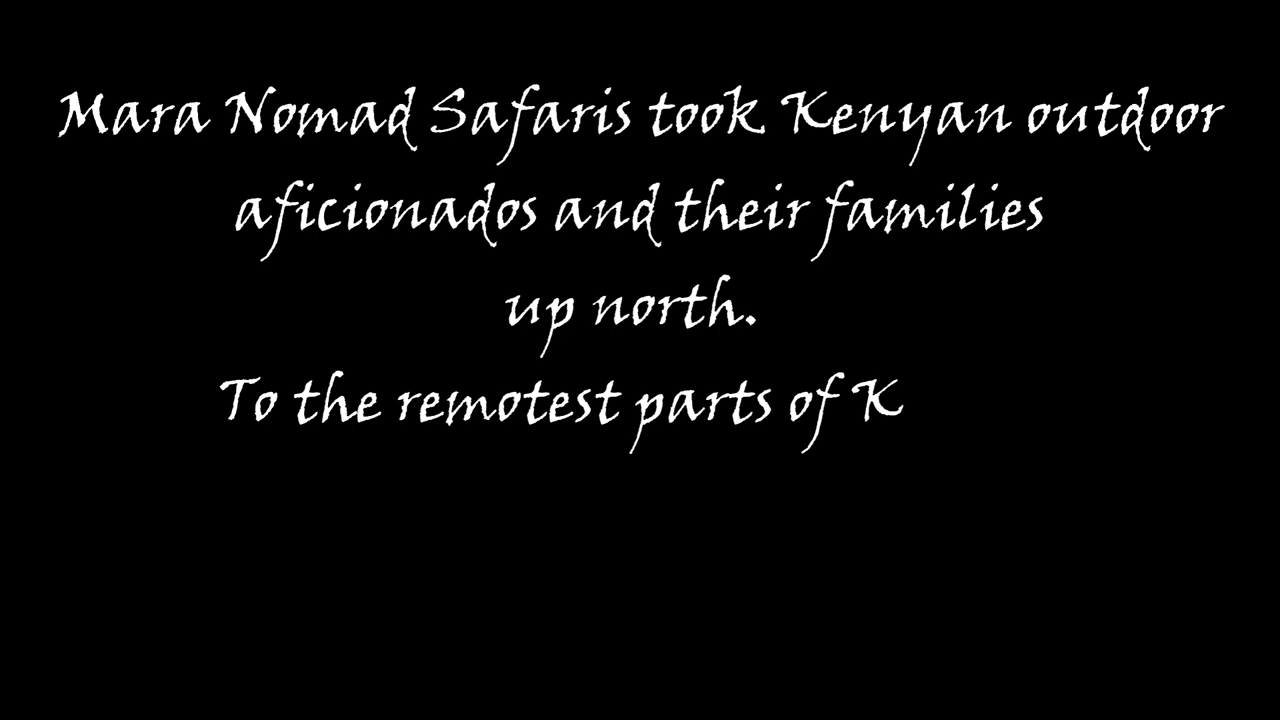 Mara Nomad Safaris took Kenyan outdoor
aficionados and their families
up north.
To the remotest parts of K